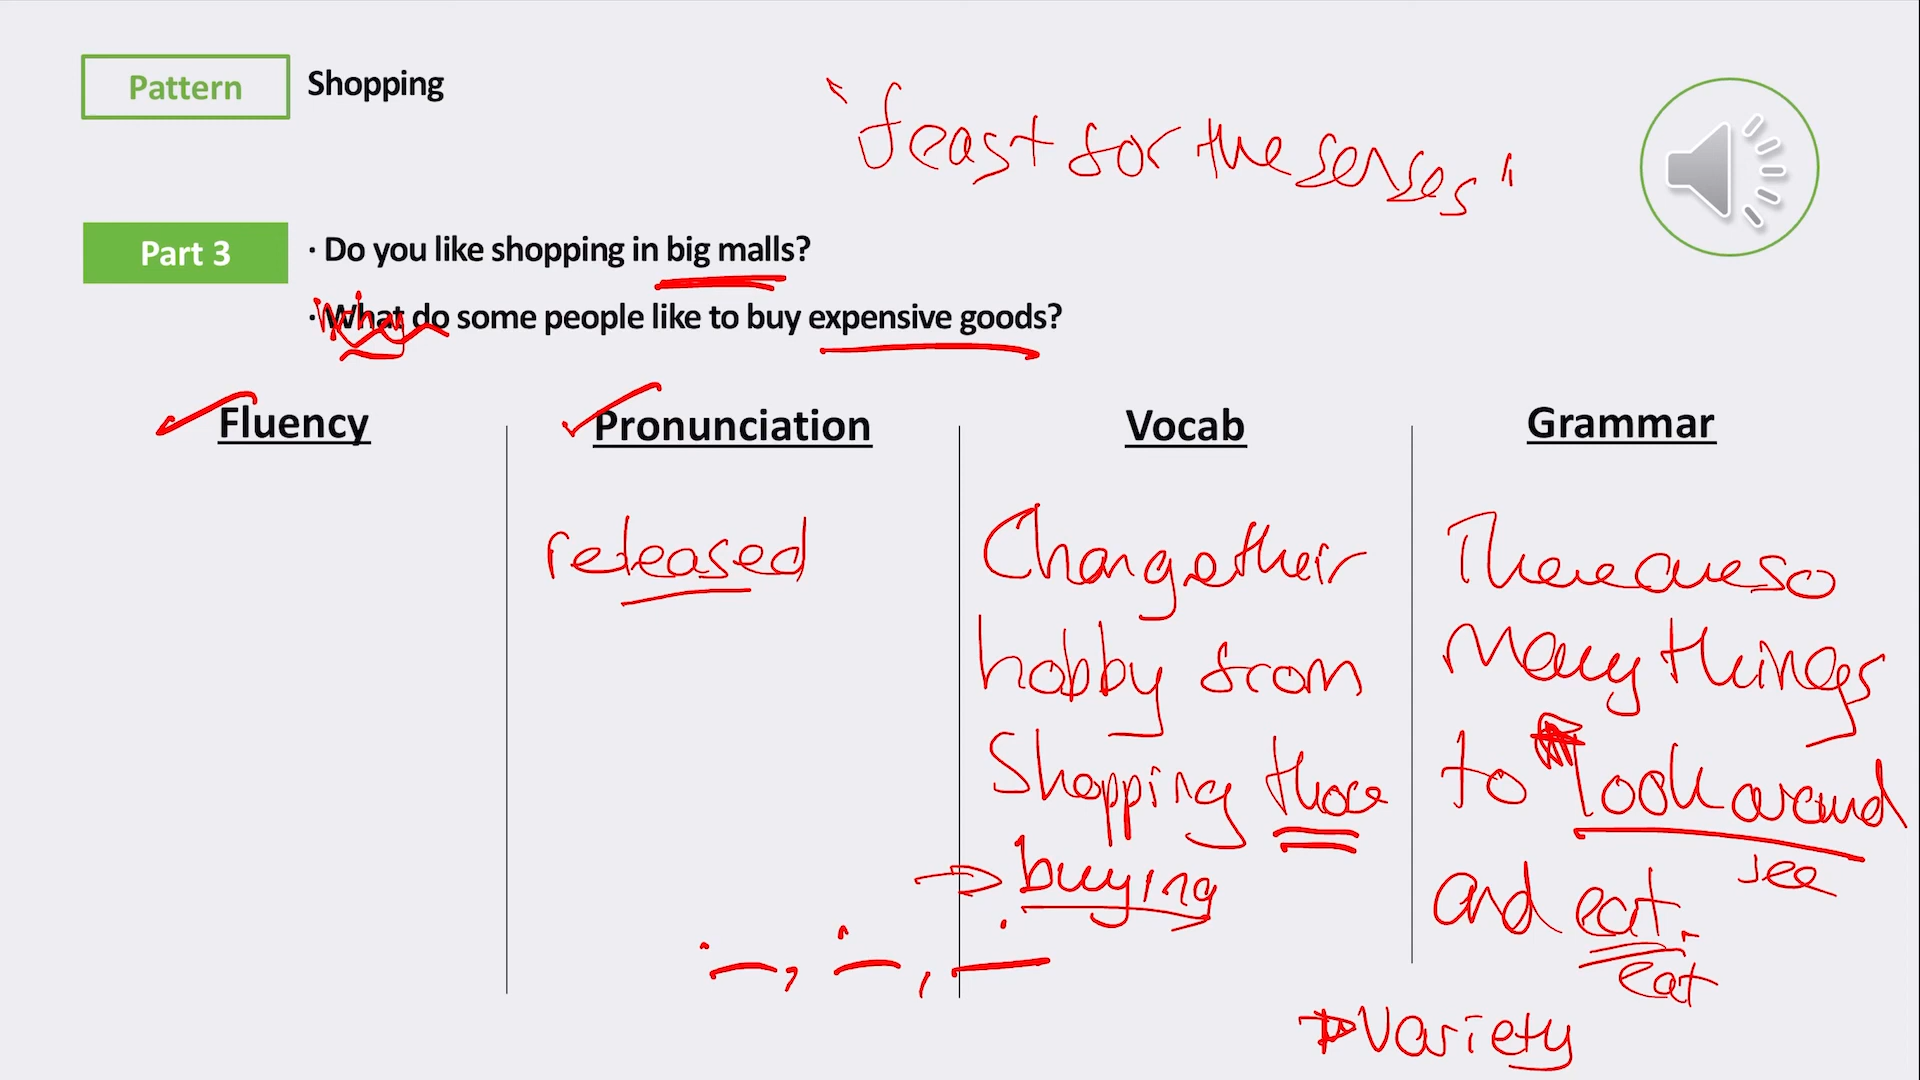 Pattern Shopping
"feast for the senses"
Part 3
· Do you like shopping in big malls?
· What do some people like to buy expensive goods?
Why
Fluency
Pronunciation
released
Vocab
Change their
hobby from
Shopping those
→ buying
Grammar
There are so
Many things
to look around
see
and eat.
eat
→ Variety